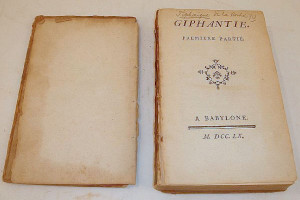 GIPHANTIE.
PREMIERE PARTIE.
A BABYLONE.
M. DCC. LX.